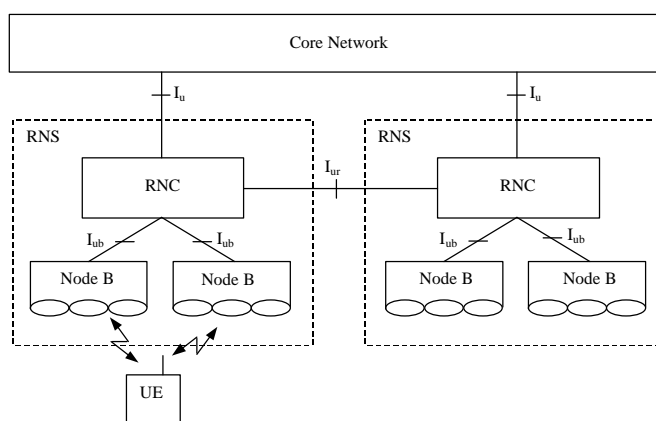 Core Network
Iu
Iu
RNS
RNS
Iur
RNC
RNC
Iub
Iub
Iub
Iub
Node B
Node B
Node B
Node B
UE